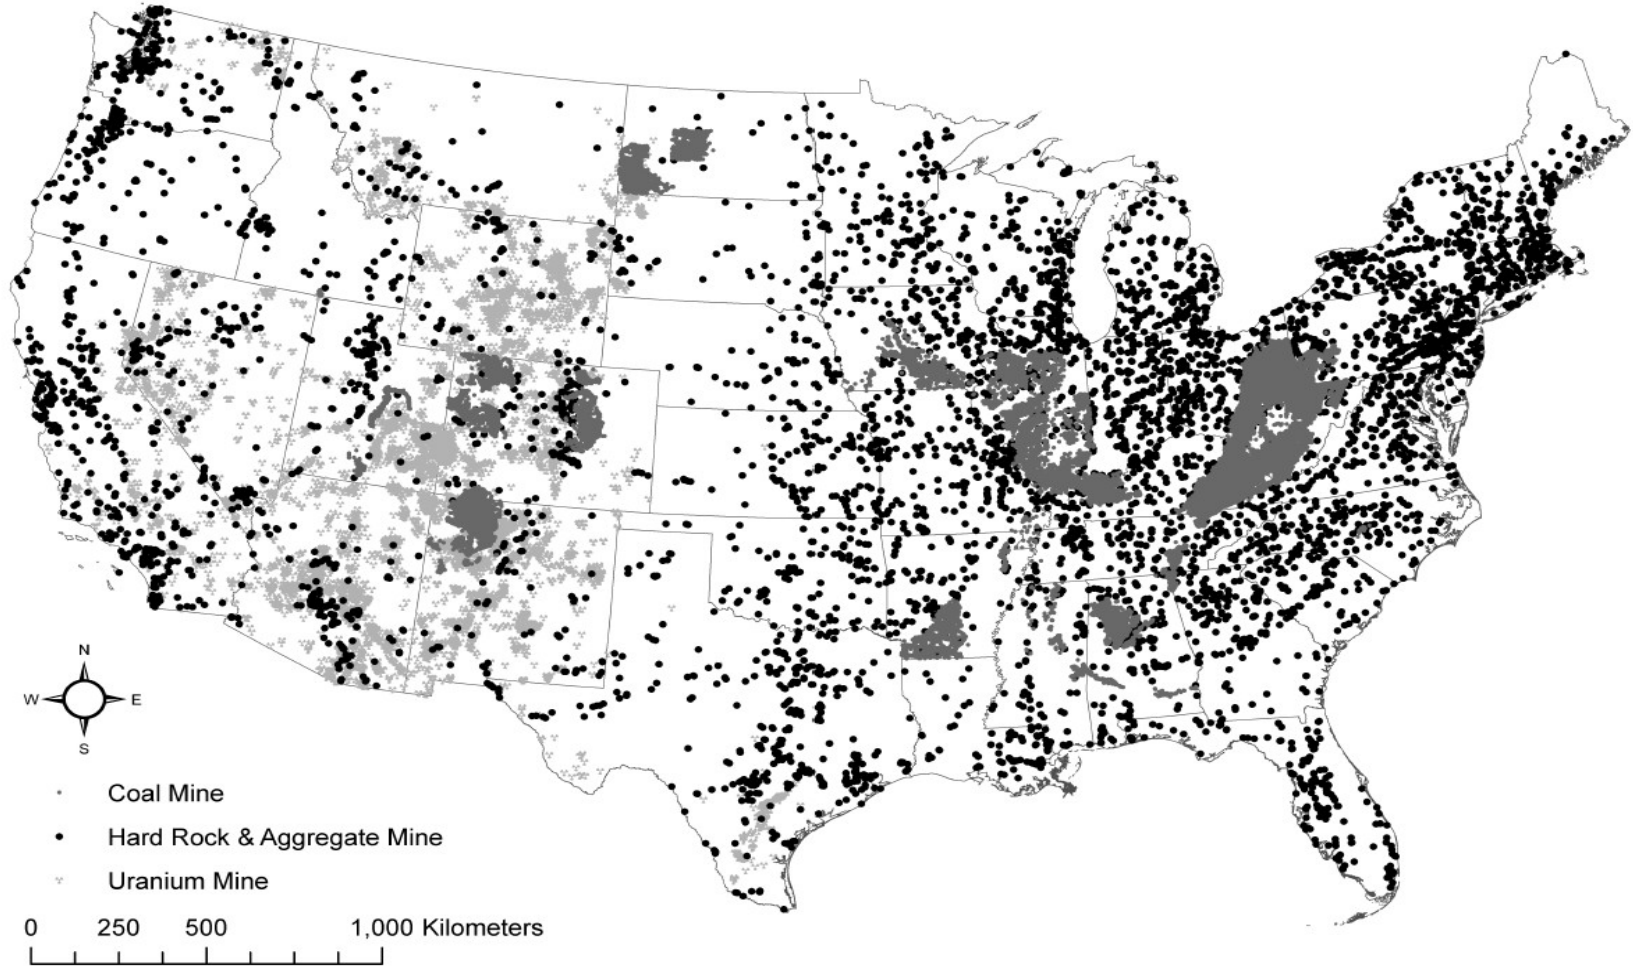 N
W E
S
Coal Mine
Hard Rock & Aggregate Mine
Uranium Mine
0 250 500 1,000 Kilometers